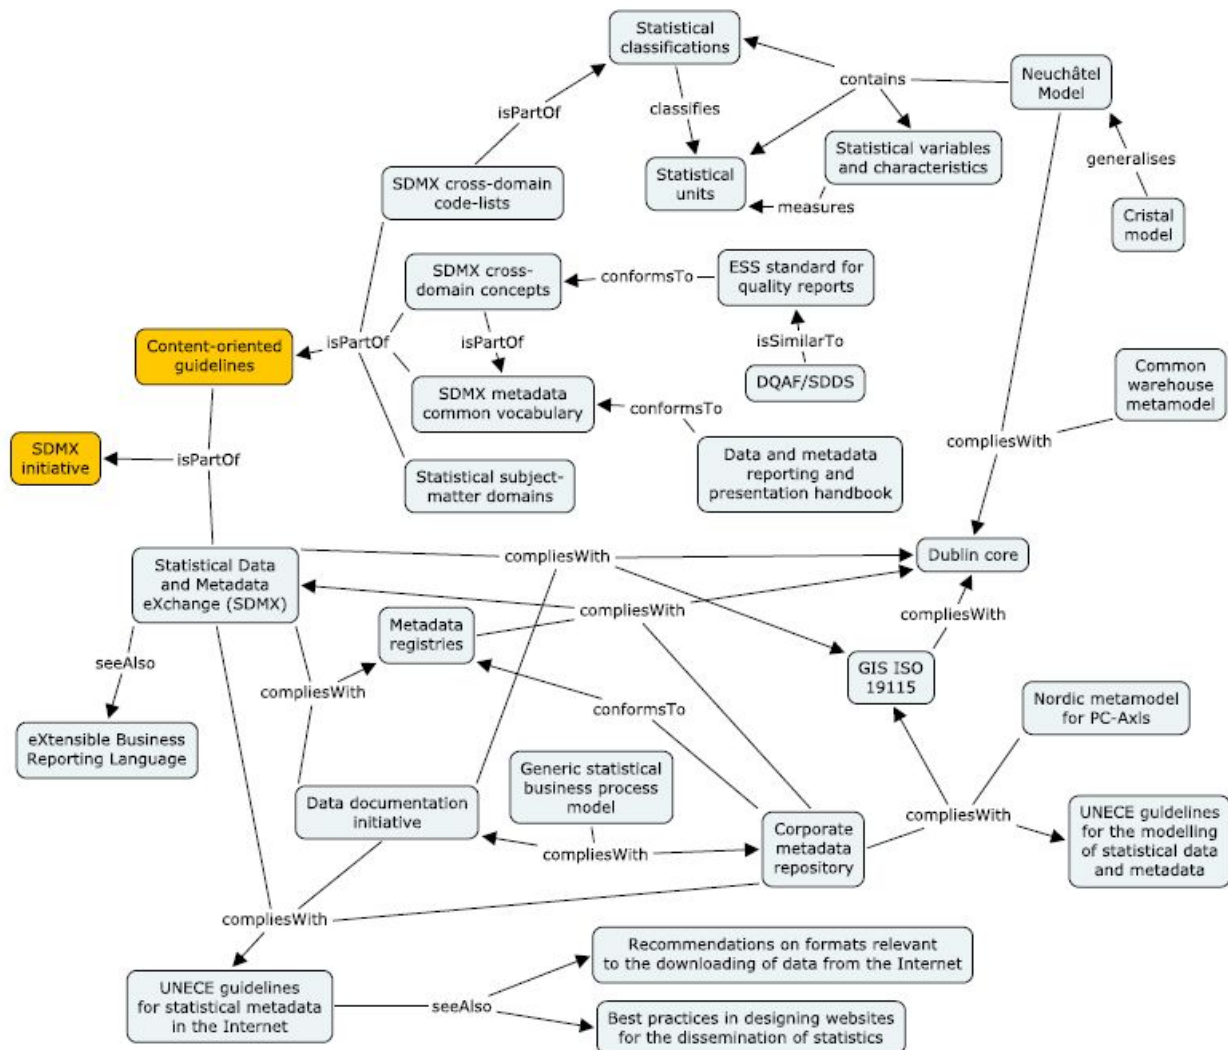 Statistical
classifications
Neuchâtel
Model
contains
isPartOf
classifies
Statistical variables
and characteristics
generalises
SDMX cross-domain
code-lists
Statistical
units
measures
Cristal
model
SDMX cross-
domain concepts
conformsTo
ESS standard for
quality reports
Content-oriented
guidelines
isPartOf
isPartOf
isSimilarTo
SDMX metadata
common vocabulary
DQAF/SDDS
Common
warehouse
metamodel
conformsTo
compliesWith
SDMX
initiative
isPartOf
Statistical subject-
matter domains
Data and metadata
reporting and
presentation handbook
Statistical Data
and Metadata
eXchange (SDMX)
compliesWith
Dublin core
Metadata
registries
compliesWith
compliesWith
seeAlso
compliesWith
GIS ISO
19115
conformsTo
Nordic metamodel
for PC-Axis
eXtensible Business
Reporting Language
Generic statistical
business process
model
Data documentation
initiative
compliesWith
Corporate
metadata
repository
compliesWith
UNECE guidelines
for the modelling
of statistical data
and metadata
compliesWith
Recommendations on formats relevant
to the downloading of data from the Internet
UNECE guidelines
for statistical metadata
in the Internet
seeAlso
Best practices in designing websites
for the dissemination of statistics